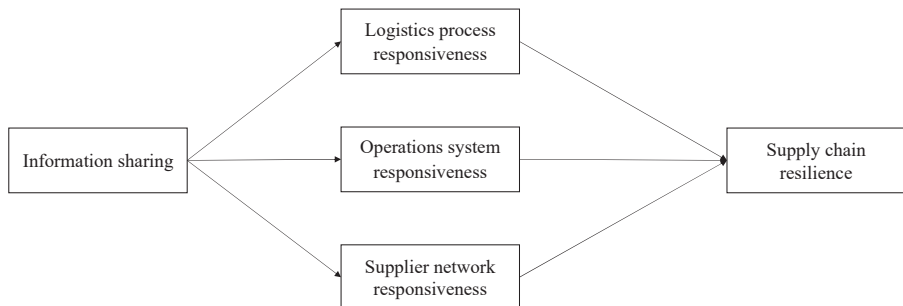 Logistics process
responsiveness
Information sharing
Operations system
responsiveness
Supply chain
resilience
Supplier network
responsiveness